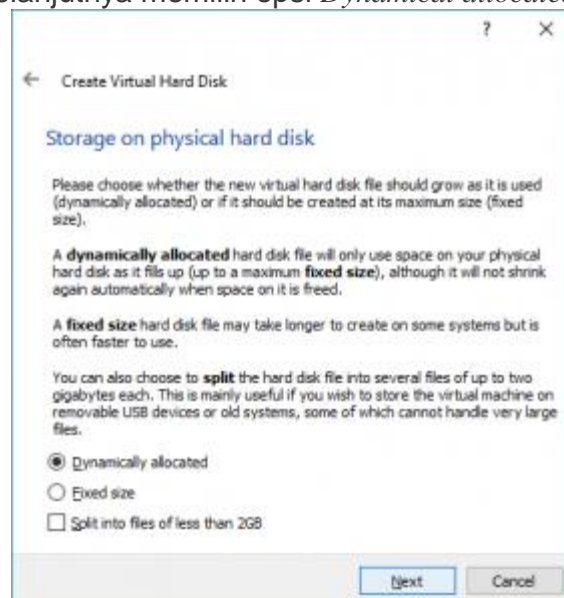 memilih opsi Dynamical allocated
? ×
← Create Virtual Hard Disk
Storage on physical hard disk
Please choose whether the new virtual hard disk file should grow as it is used
(dynamically allocated) or if it should be created at its maximum size (fixed
size).
A dynamically allocated hard disk file will only use space on your physical
hard disk as it fills up (up to a maximum fixed size), although it will not shrink
again automatically when space on it is freed.
A fixed size hard disk file may take longer to create on some systems but is
often faster to use.
You can also choose to split the hard disk file into several files of up to two
gigabytes each. This is mainly useful if you wish to store the virtual machine on
removable USB devices or old systems, some of which cannot handle very large
files.
Dynamically allocated
Fixed size
Split into files of less than 2GB
Next Cancel